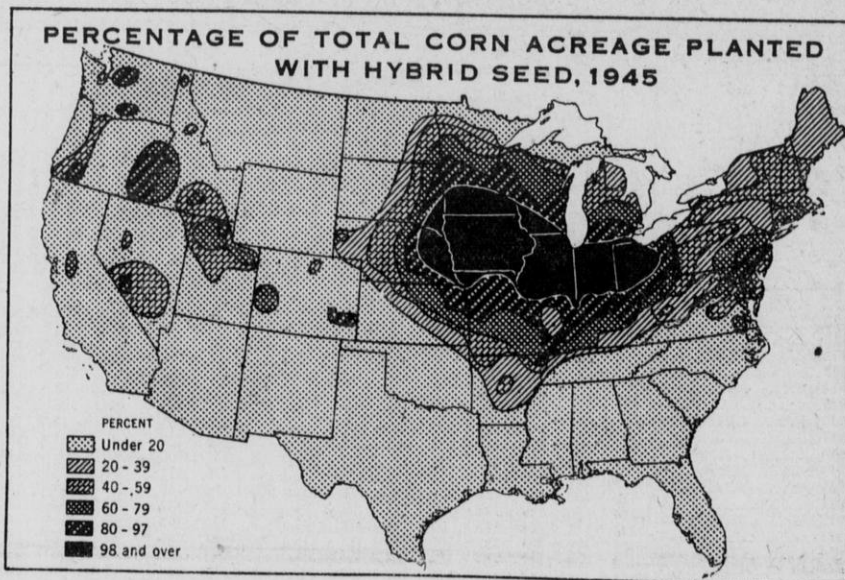 PERCENTAGE OF TOTAL CORN ACREAGE PLANTED
WITH HYBRID SEED, 1945
PERCENT
Under 20
20 - 39
40 - 59
60 - 79
80 - 97
98 and over